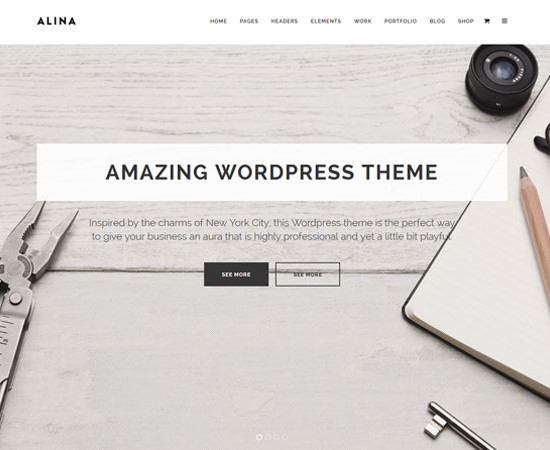 ALINA
HOME PAGES HEADERS ELEMENTS WORK PORTFOLIO BLOG SHOP
AMAZING WORDPRESS THEME
Inspired by the charms of New York City, this Wordpress theme is the perfect way
to give your business an aura that is highly professional and yet a little bit playful.
SEE MORE SEE MORE